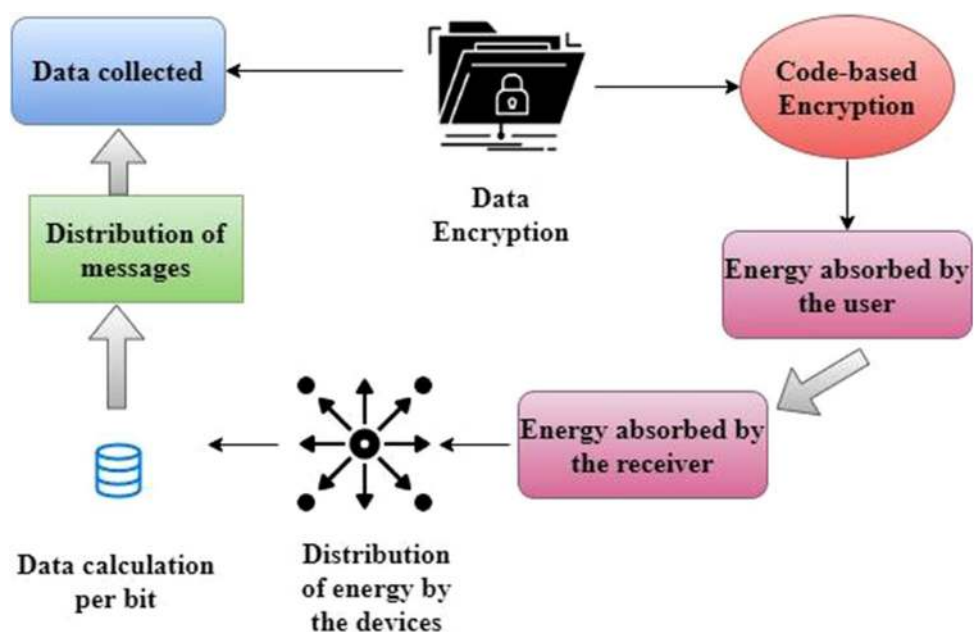 Data collected
Data
Encryption
Code-based
Encryption
Distribution of
messages
Energy absorbed by
the user
Energy absorbed by
the receiver
Distribution
of energy by
the devices
Data calculation
per bit